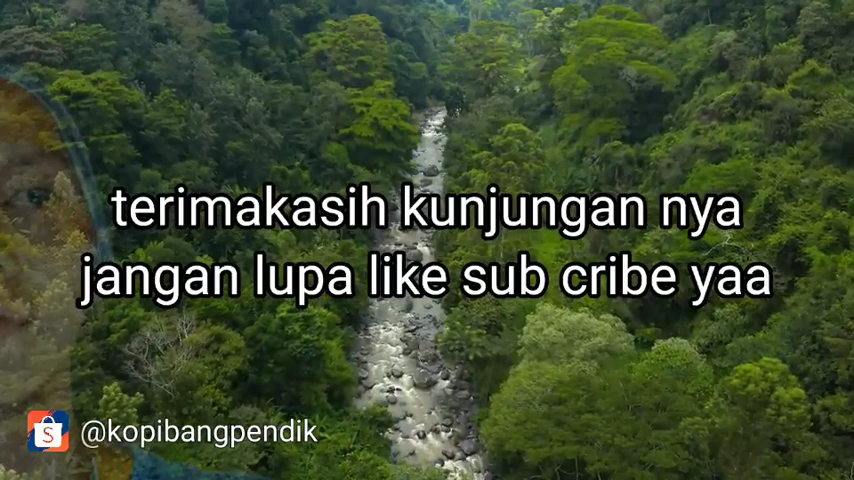 terimakasih kunjungan nya
jangan lupa like sub cribe yaa
S
@kopibangpendik